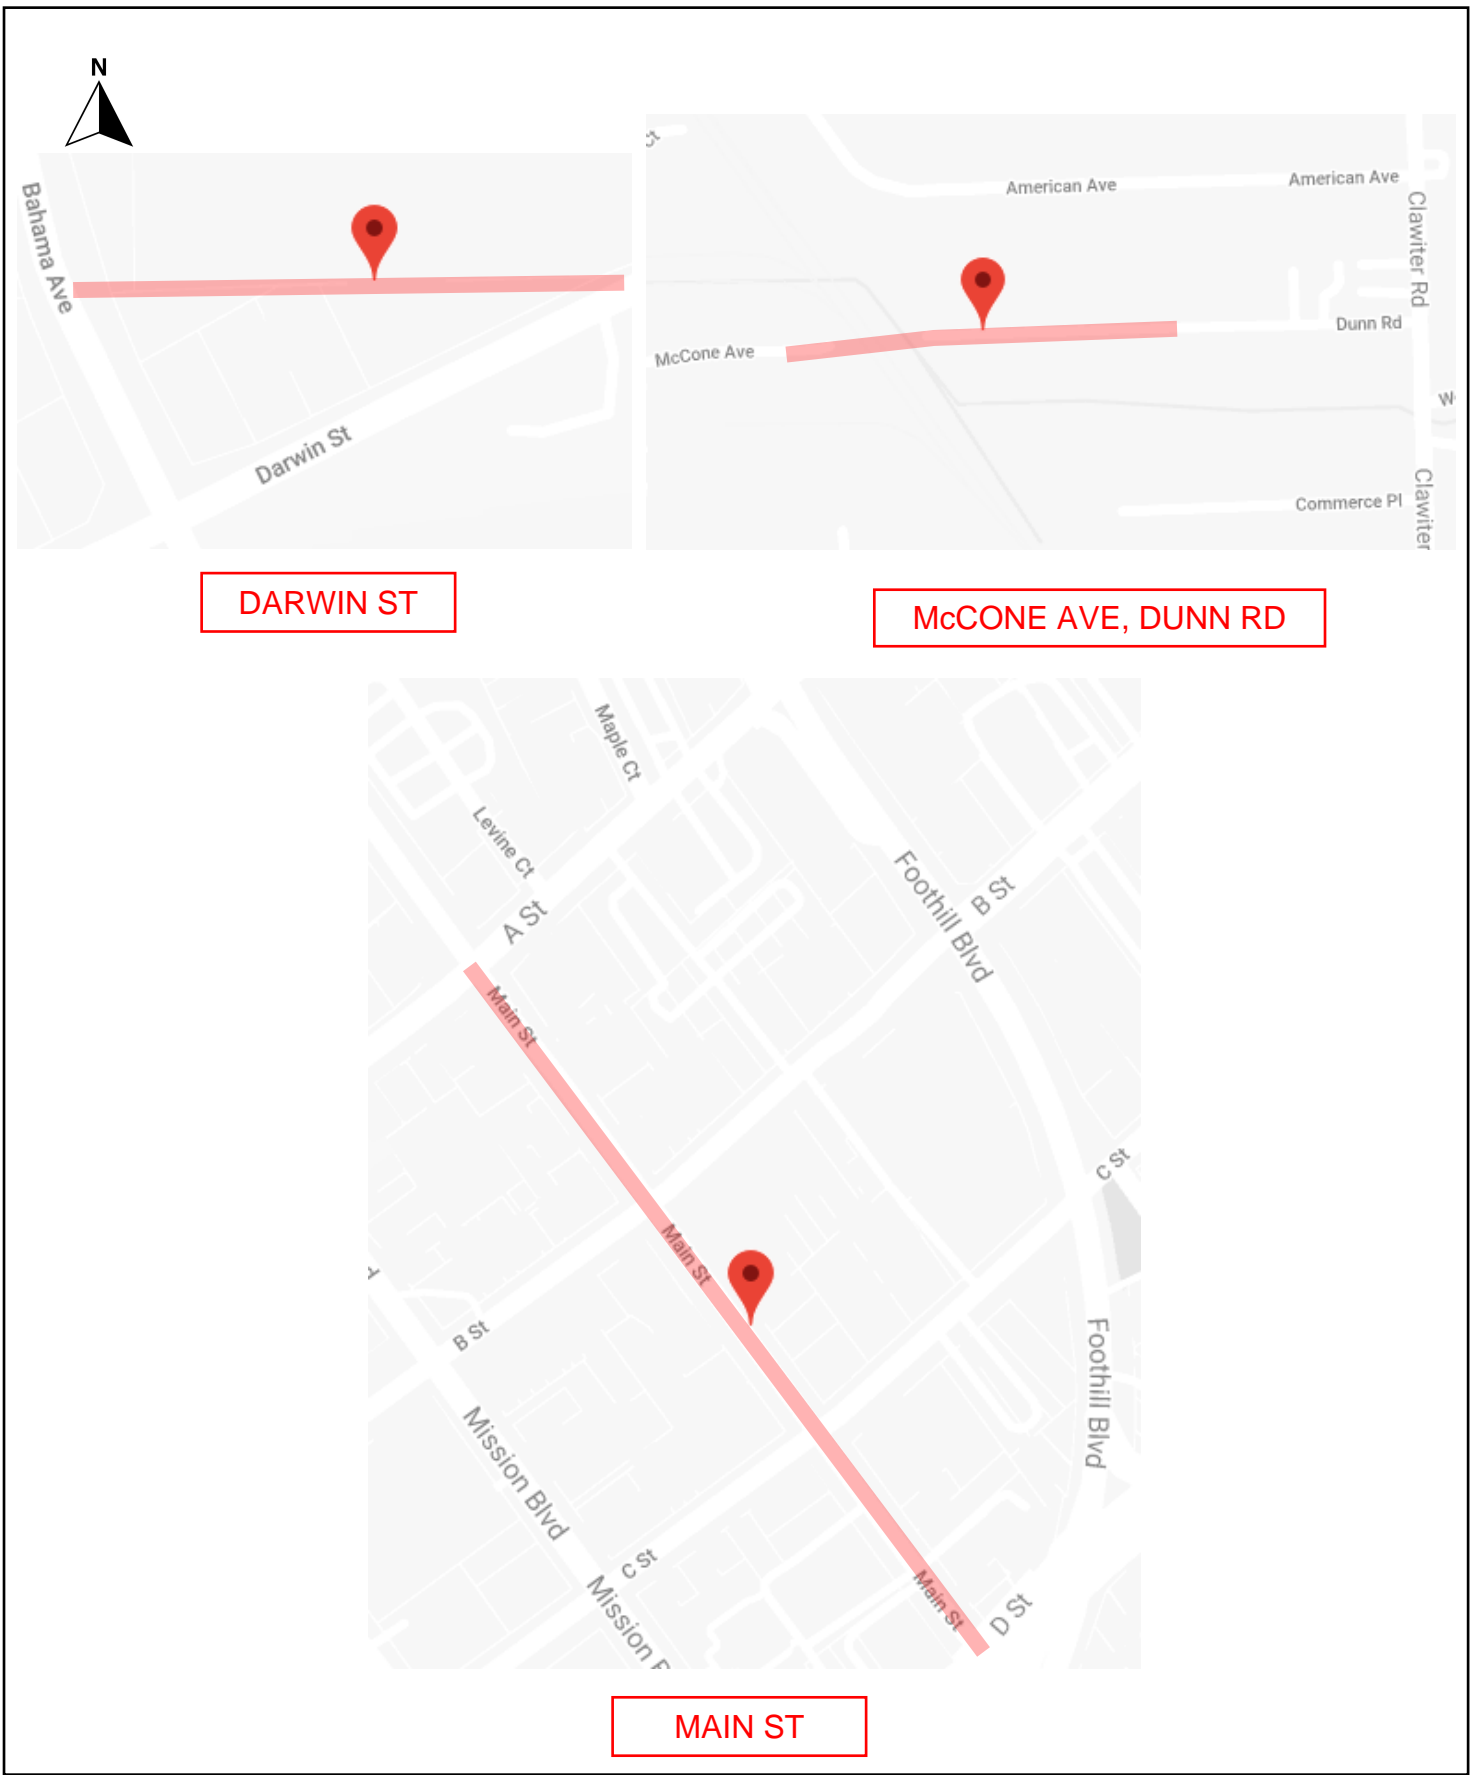 N
Bahama Ave
Darwin St
DARWIN ST
American Ave
American Ave
Clawiter Rd
McCone Ave
Dunn Rd
Commerce Pl
Clawiter
McCONE AVE, DUNN RD
Maple Ct
Levine Ct
A St
Foothill Blvd
B St
Main St
C St
Main St
B St
Foothill Blvd
Mission Blvd
C St
Mission
Main St
D St
MAIN ST